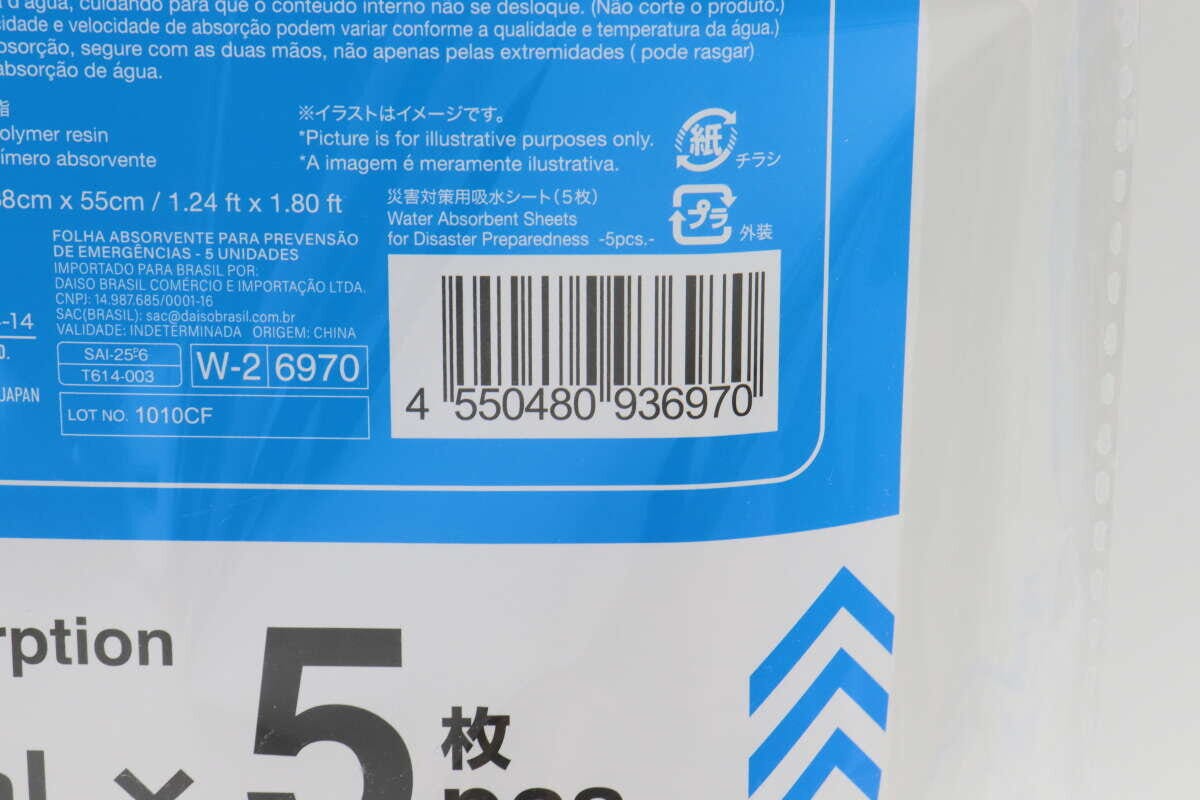 d'água, cuidando para que o conteúdo interno não se desloque. (Não corte o produto.)
cidade e velocidade de absorção podem variar conforme a qualidade e temperatura da água.)
bsorção, segure com as duas mãos, não apenas pelas extremidades ( pode rasgar)
absorção de água.
脂
olymer resin
límero absorvente
※イラストはイメージです。
*Picture is for illustrative purposes only.
*A imagem é meramente ilustrativa.
紙
チラシ
8cm x 55cm / 1.24 ft x 1.80 ft
災害対策用吸水シート(5枚)
Water Absorbent Sheets
for Disaster Preparedness -5pcs.-
プラ
外装
FOLHA ABSORVENTE PARA PREVENSÃO
DE EMERGÊNCIAS - 5 UNIDADES
IMPORTADO PARA BRASIL POR:
DAISO BRASIL COMÉRCIO E IMPORTAÇÃO LTDA.
CNPJ: 14.987.685/0001-16
SAC(BRASIL): sac@daisobrasil.com.br
VALIDADE: INDETERMINADA ORIGEM: CHINA
-14
JAPAN
T614-003
W-2 6970
LOT NO. 1010CF
4 550480 936970
rption
× 5
枚
pcs